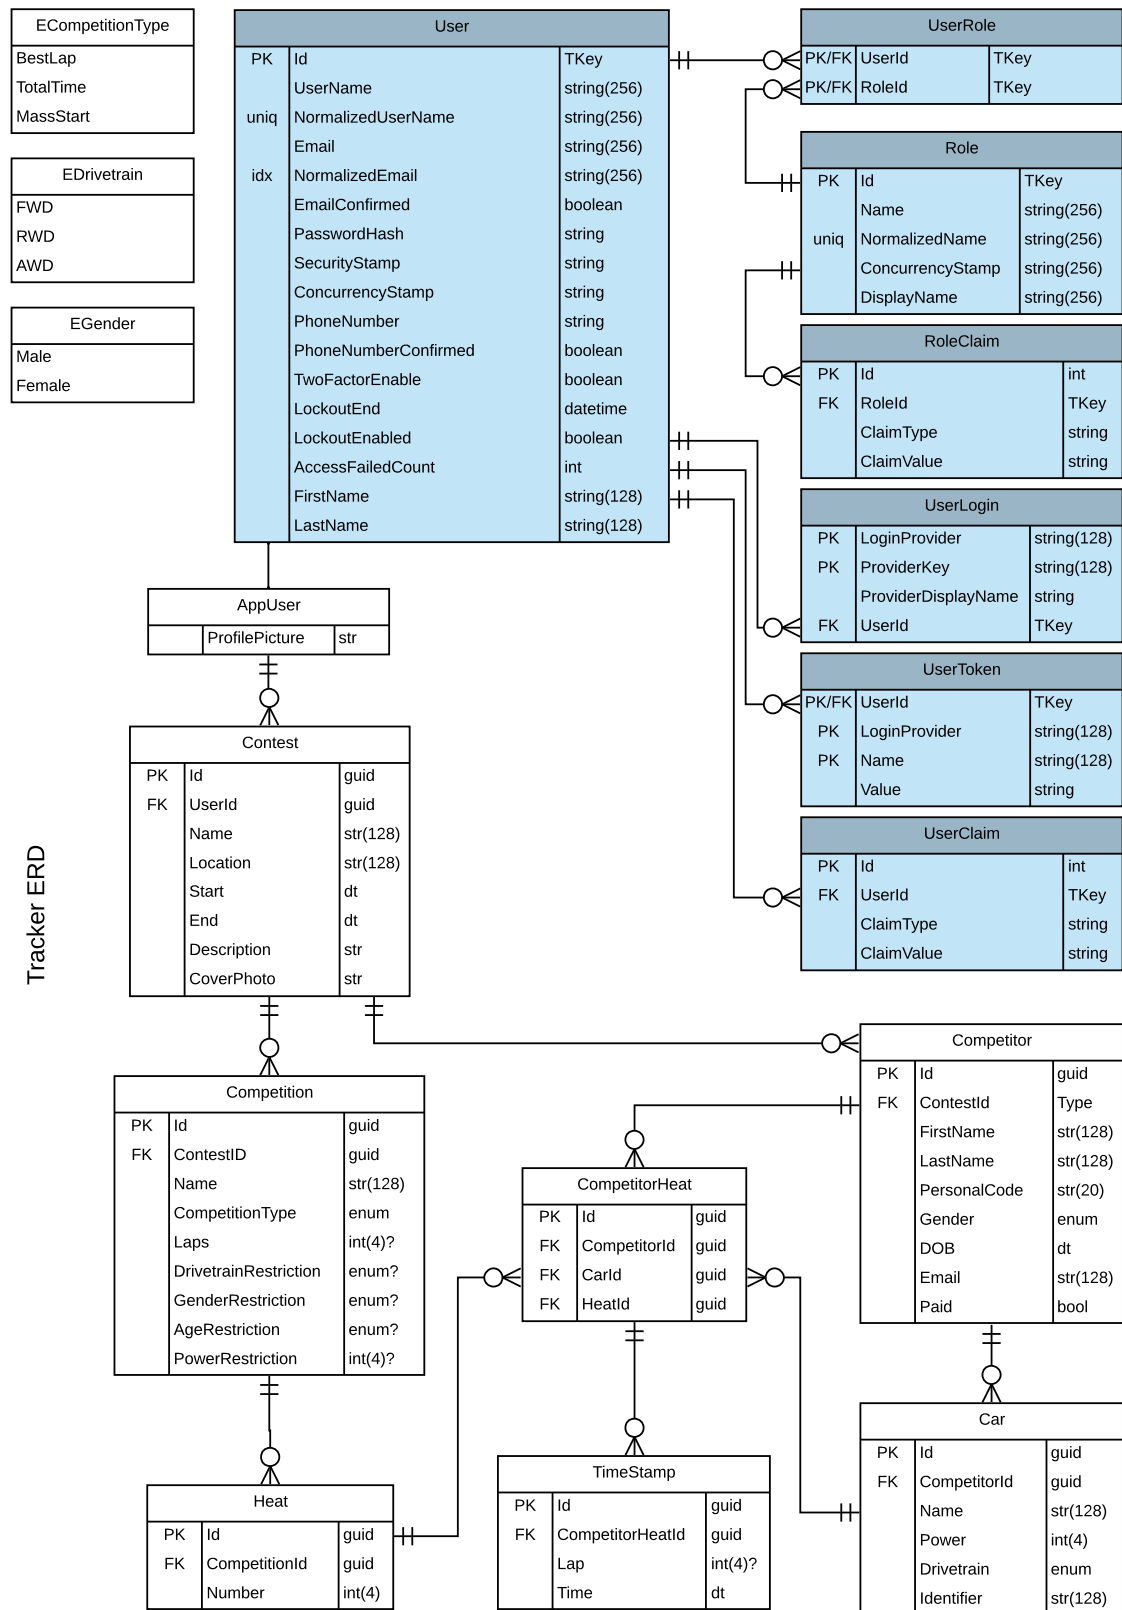 ECompetitionType
BestLap
TotalTime
MassStart
EDrivetrain
FWD
RWD
AWD
EGender
Male
Female
User
PK Id TKey
UserName string(256)
uniq NormalizedUserName string(256)
Email string(256)
idx NormalizedEmail string(256)
EmailConfirmed boolean
PasswordHash string
SecurityStamp string
ConcurrencyStamp string
PhoneNumber string
PhoneNumberConfirmed boolean
TwoFactorEnable boolean
LockoutEnd datetime
LockoutEnabled boolean
AccessFailedCount int
FirstName string(128)
LastName string(128)
UserRole
PK/FK UserId TKey
PK/FK RoleId TKey
Role
PK Id TKey
Name string(256)
uniq NormalizedName string(256)
ConcurrencyStamp string(256)
DisplayName string(256)
RoleClaim
PK Id int
FK RoleId TKey
ClaimType string
ClaimValue string
UserLogin
PK LoginProvider string(128)
PK ProviderKey string(128)
ProviderDisplayName string
FK UserId TKey
UserToken
PK/FK UserId TKey
PK LoginProvider string(128)
PK Name string(128)
Value string
UserClaim
PK Id int
FK UserId TKey
ClaimType string
ClaimValue string
AppUser
ProfilePicture str
Contest
PK Id guid
FK UserId guid
Name str(128)
Location str(128)
Start dt
End dt
Description str
CoverPhoto str
Tracker ERD
Competition
PK Id guid
FK ContestID guid
Name str(128)
CompetitionType enum
Laps int(4)?
DrivetrainRestriction enum?
GenderRestriction enum?
AgeRestriction enum?
PowerRestriction int(4)?
Competitor
PK Id guid
FK ContestId Type
FirstName str(128)
LastName str(128)
PersonalCode str(20)
Gender enum
DOB dt
Email str(128)
Paid bool
CompetitorHeat
PK Id guid
FK CompetitorId guid
FK CarId guid
FK HeatId guid
Heat
PK Id guid
FK CompetitionId guid
Number int(4)
TimeStamp
PK Id guid
FK CompetitorHeatId guid
Lap int(4)?
Time dt
Car
PK Id guid
FK CompetitorId guid
Name str(128)
Power int(4)
Drivetrain enum
Identifier str(128)